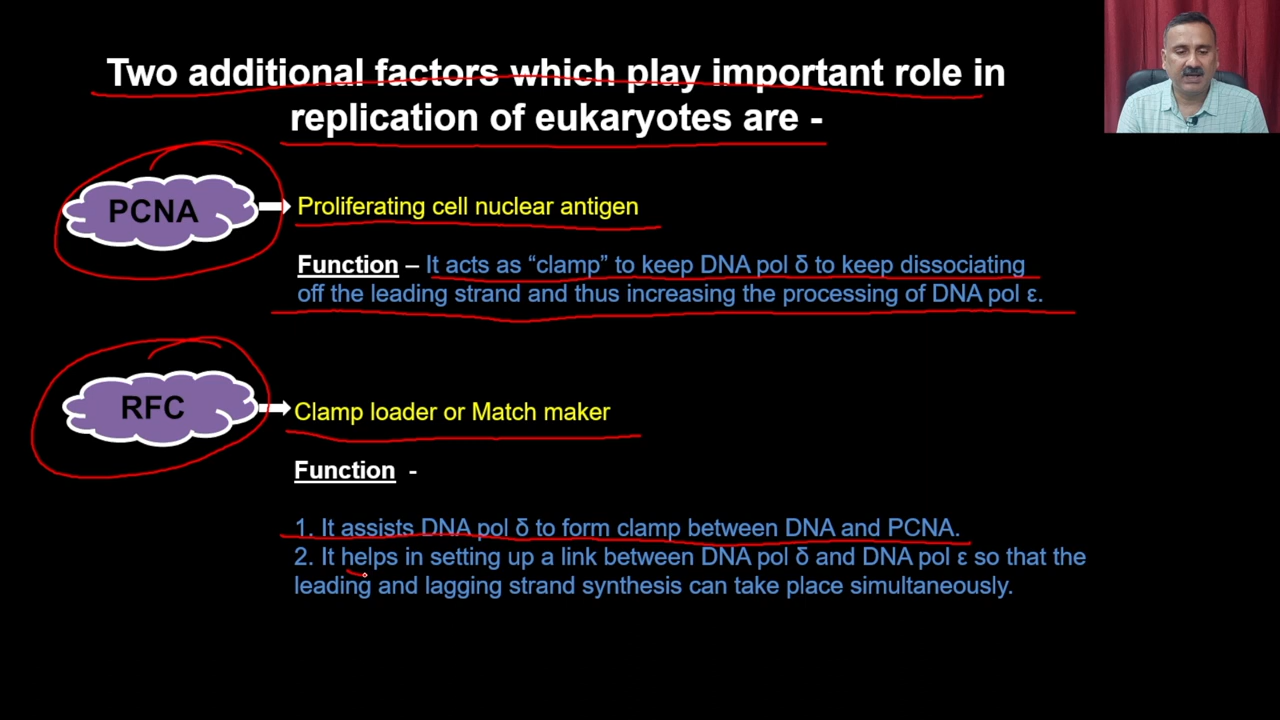 Two additional factors which play important role in
replication of eukaryotes are -
PCNA
Proliferating cell nuclear antigen
Function – It acts as “clamp” to keep DNA pol δ to keep dissociating
off the leading strand and thus increasing the processing of DNA pol ε.
RFC
Clamp loader or Match maker
Function -
1. It assists DNA pol δ to form clamp between DNA and PCNA.
2. It helps in setting up a link between DNA pol δ and DNA pol ε so that the
leading and lagging strand synthesis can take place simultaneously.